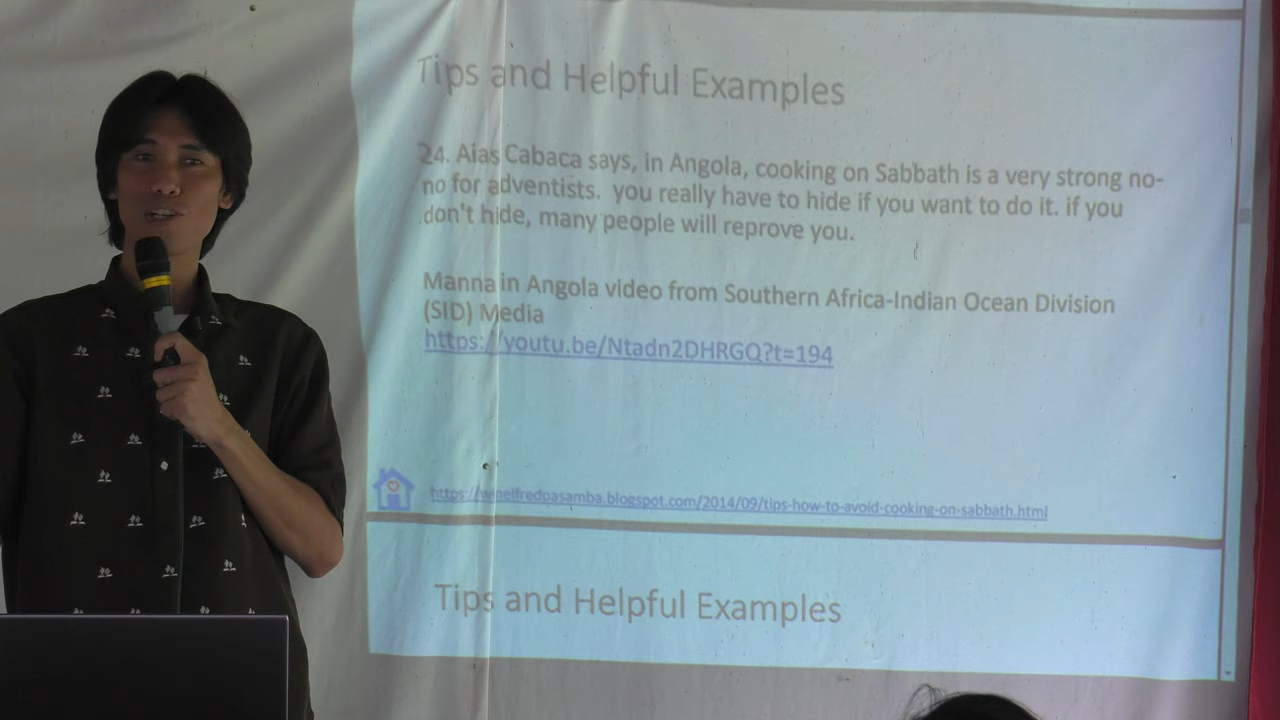 Tips and Helpful Examples
24. Aias Cabaca says, in Angola, cooking on Sabbath is a very strong no-
no for adventists. you really have to hide if you want to do it. if you
don't hide, many people will reprove you.
Manna in Angola video from Southern Africa-Indian Ocean Division
(SID) Media
https://youtu.be/Ntadn2DHRGQ?t=194
https://winelfredpasamba.blogspot.com/2014/09/tips-how-to-avoid-cooking-on-sabbath.html
Tips and Helpful Examples